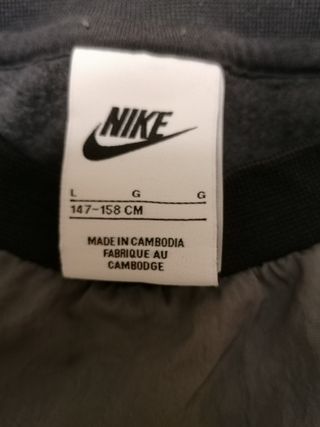 NIKE
L G G
147-158 CM
MADE IN CAMBODIA
FABRIQUE AU
CAMBODGE